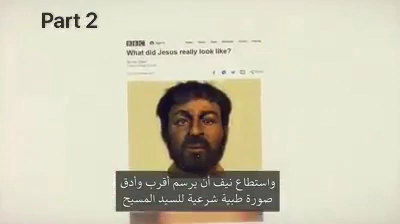 Part 2
BBC
What did Jesus really look like?
واستطاع نيف أن يرسم أقرب وأدق
صورة طبية شرعية للسيد المسيح